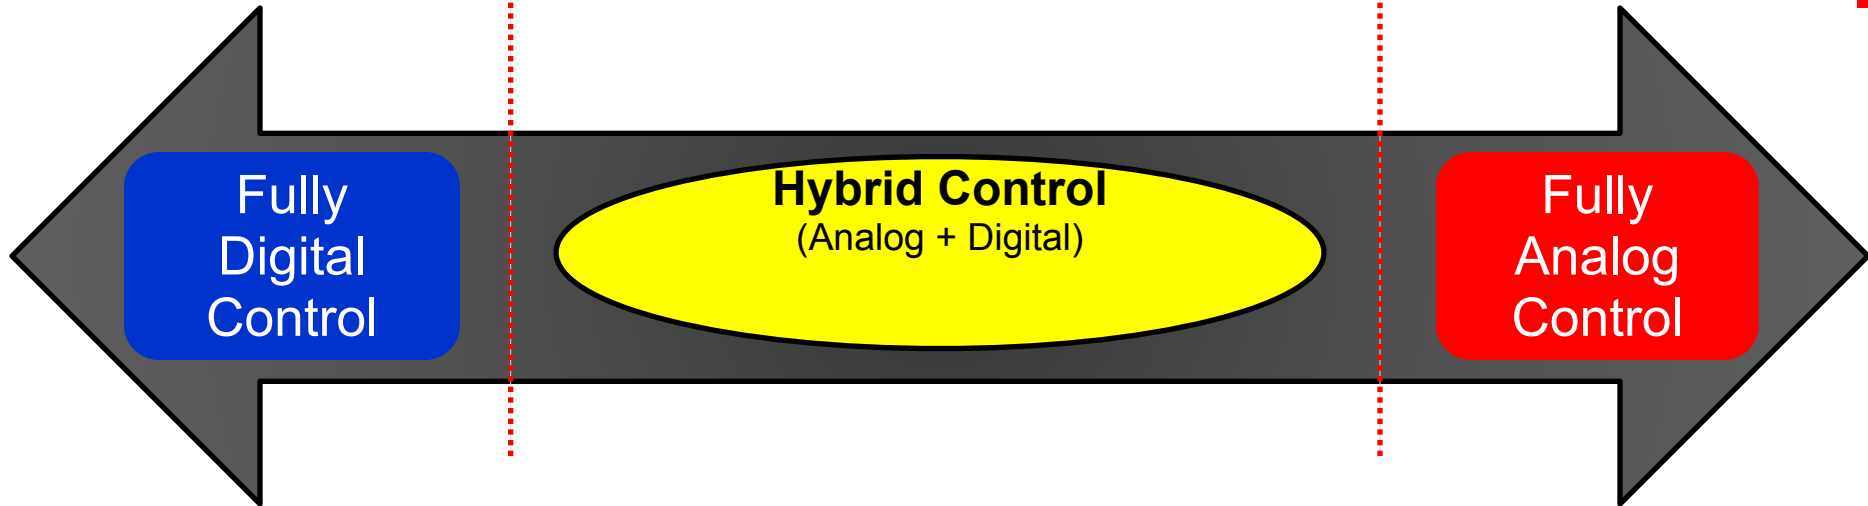 Fully
Digital
Control
Hybrid Control
(Analog + Digital)
Fully
Analog
Control